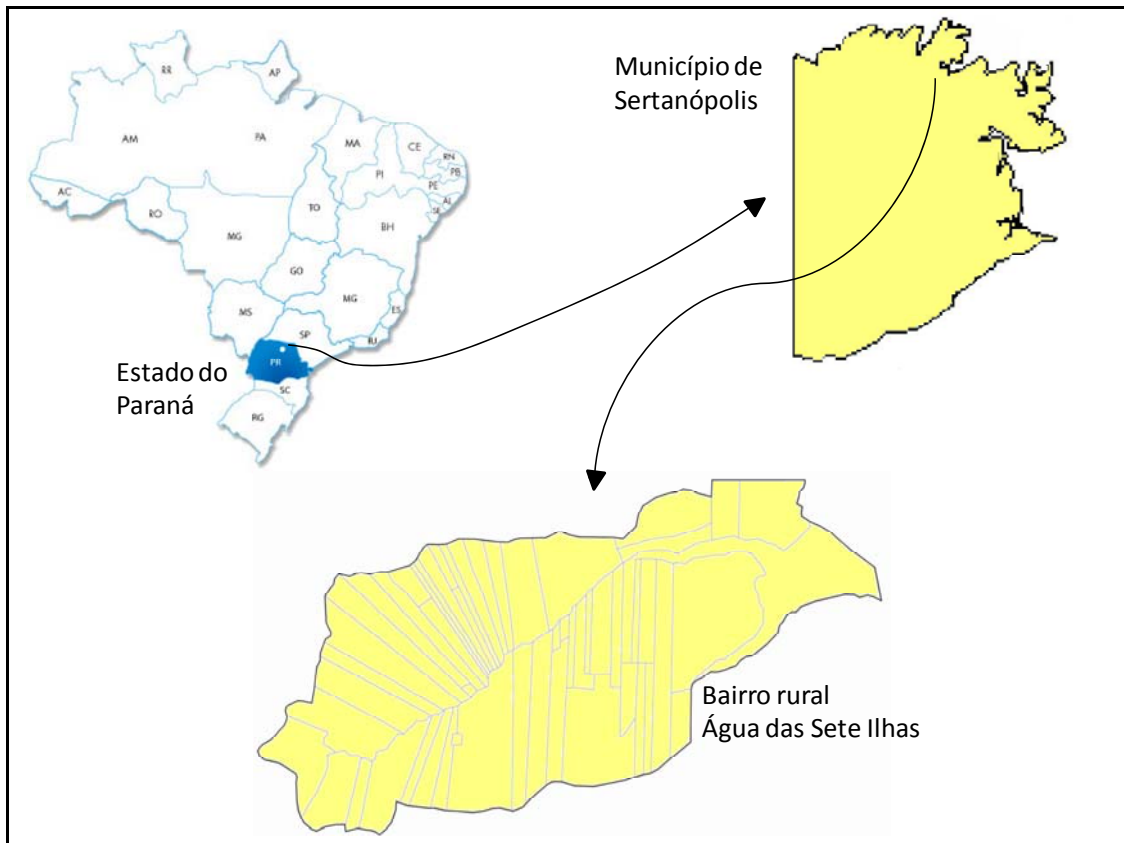 RR
AP
AM
PA
MA
CE
RN
PB
PI
PE
AL
SE
AC
RO
TO
BH
MG
GO
MG
ES
MS
SP
RJ
PR
SC
RG
Estado do
Paraná
Município de
Sertanópolis
Bairro rural
Água das Sete Ilhas